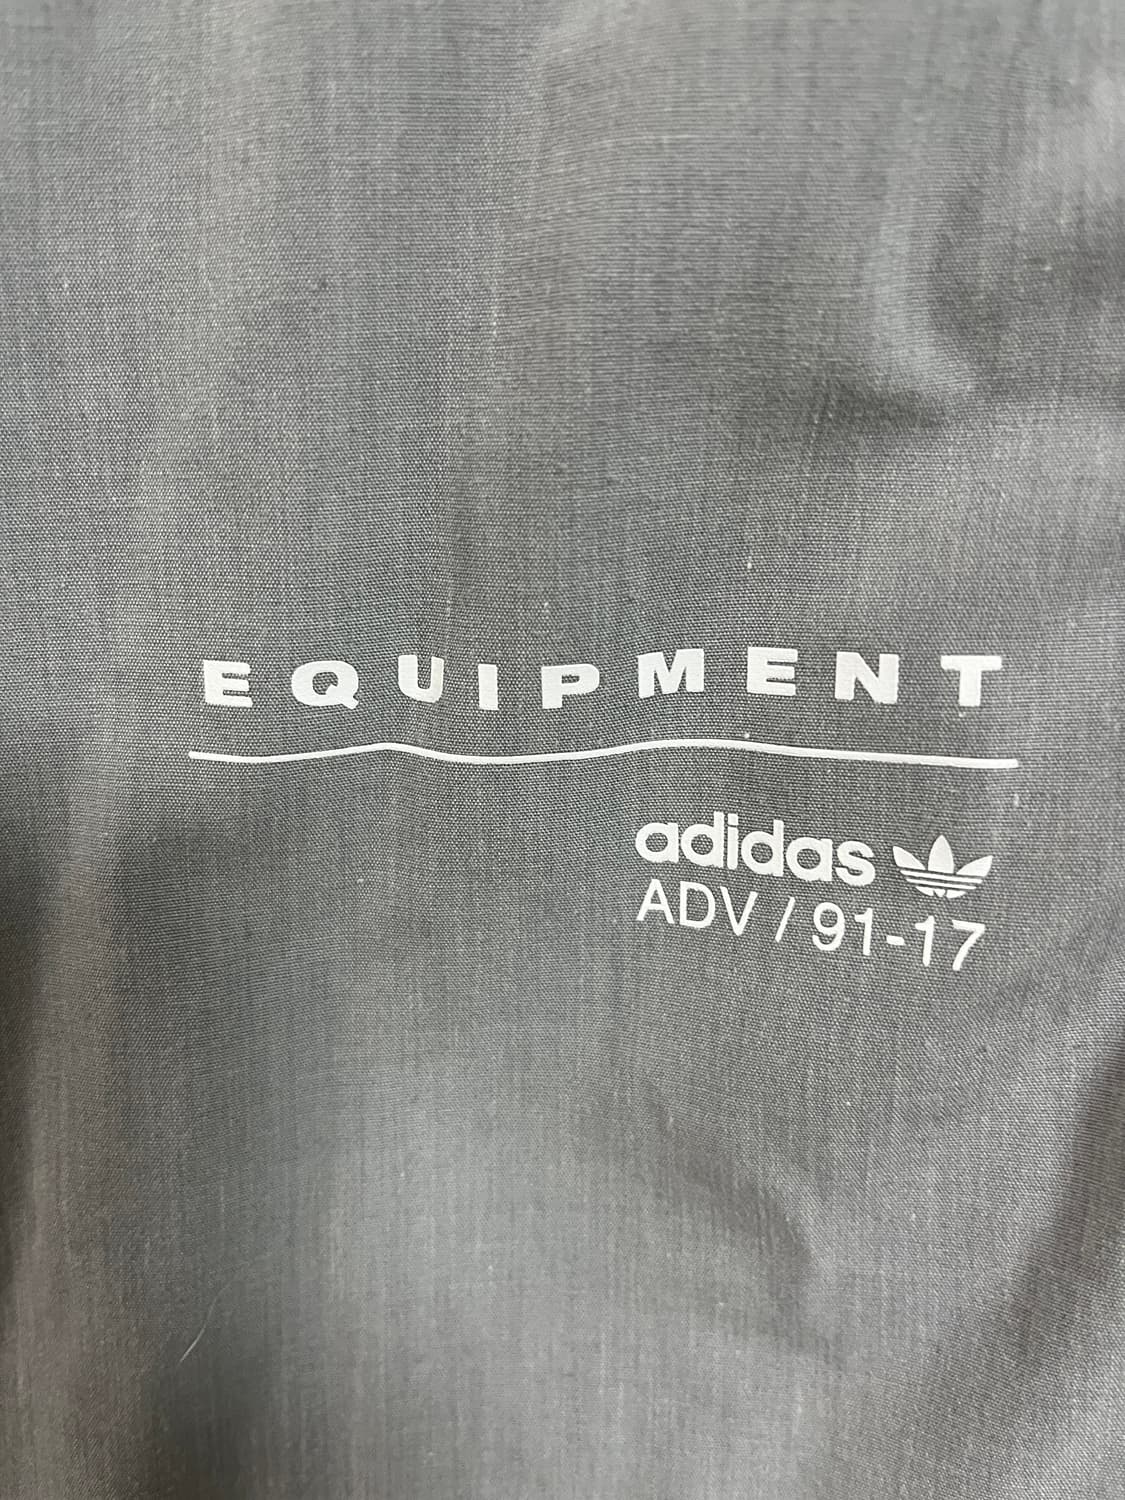 EQUIPMENT
adidas
ADV / 91-17